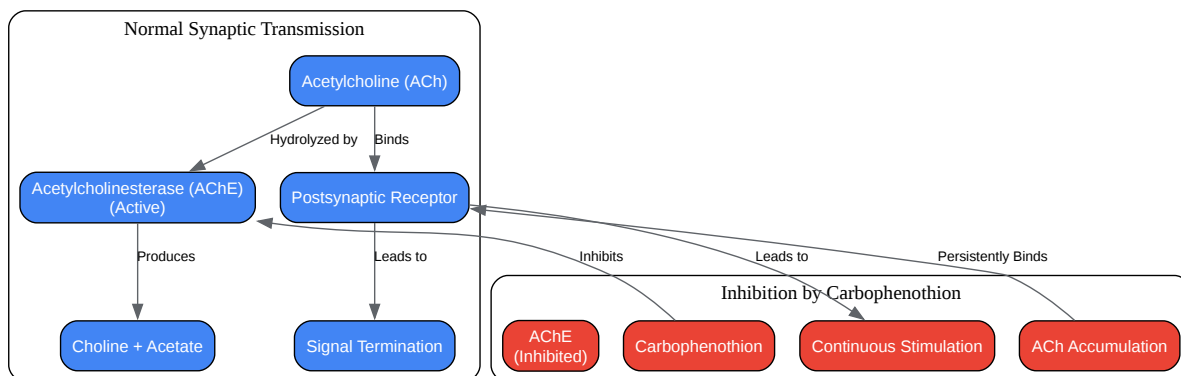 Normal Synaptic Transmission
Acetylcholine (ACh)
Hydrolyzed by
Binds
Acetylcholinesterase (AChE)
(Active)
Postsynaptic Receptor
Produces
Leads to
Inhibits
Leads to
Persistently Binds
Inhibition by Carbophenothion
Choline + Acetate
Signal Termination
AChE
(Inhibited)
Carbophenothion
Continuous Stimulation
ACh Accumulation